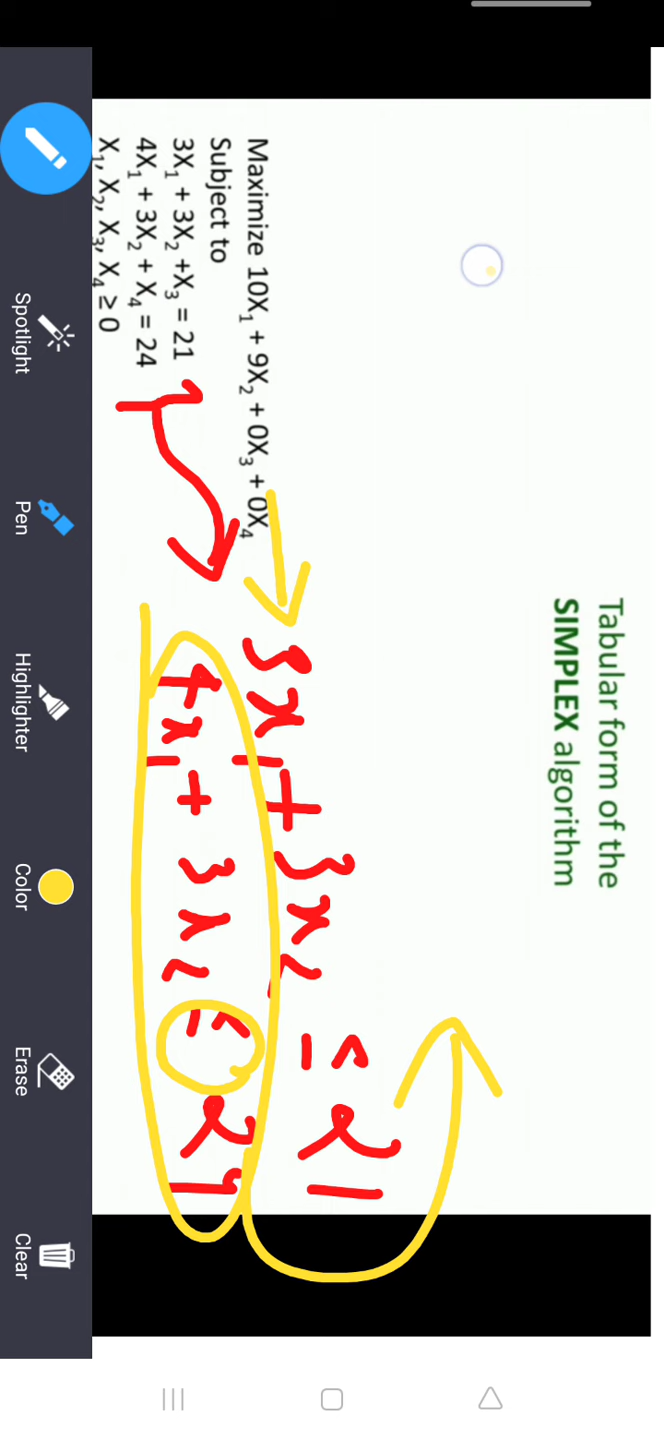 Tabular form of the
SIMPLEX algorithm
Maximize 10X₁ + 9X₂ + 0X₃ + 0X₄
Subject to
3X₁ + 3X₂ +X₃ = 21
4X₁ + 3X₂ + X₄ = 24
X₁, X₂, X₃, X₄ ≥ 0
3x₁ + 3x₂ ≤ 21
4x₁ + 3x₂ ≤ 24
Spotlight
Pen
Highlighter
Color
Erase
Clear